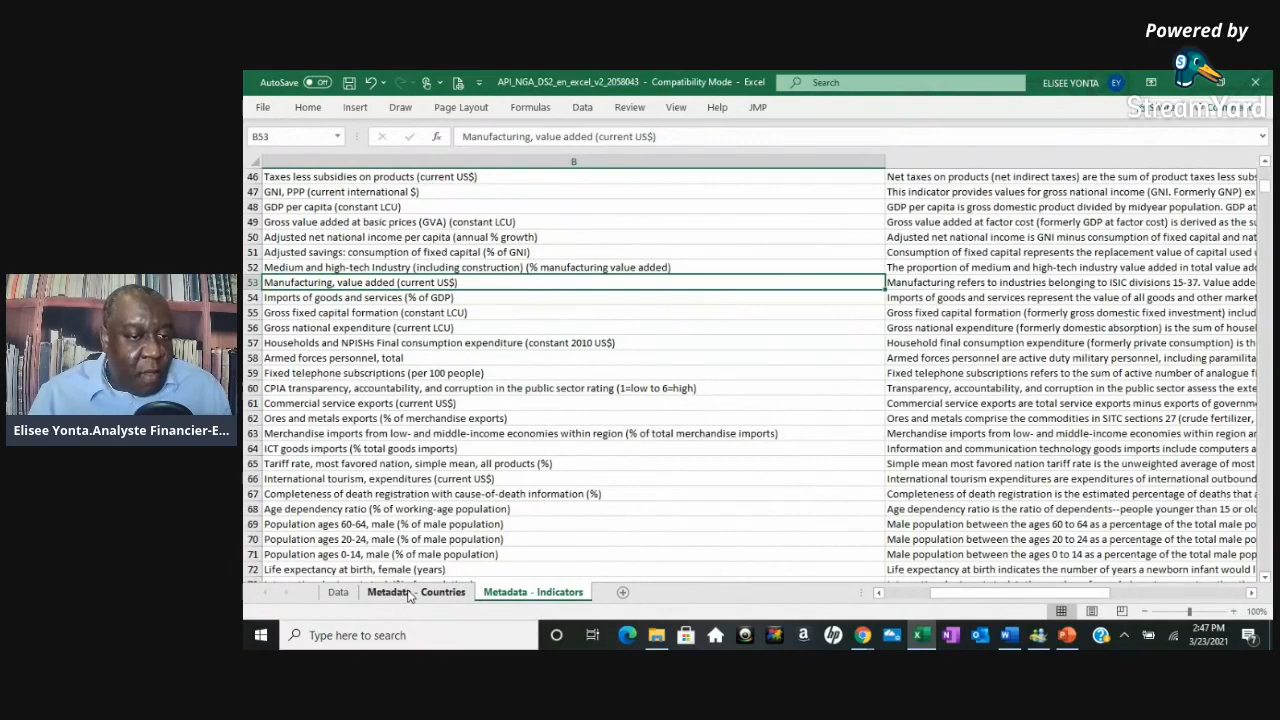 Powered by
StreamYard
AutoSave Off
API_NGA_DS2_en_excel_v2_2058043 - Compatibility Mode - Excel
Search
ELISEE YONTA EY
File Home Insert Draw Page Layout Formulas Data Review View Help JMP
B53 fx Manufacturing, value added (current US$)
B
46 Taxes less subsidies on products (current US$) Net taxes on products (net indirect taxes) are the sum of product taxes less subs
47 GNI, PPP (current international $) This indicator provides values for gross national income (GNI. Formerly GNP) ex
48 GDP per capita (constant LCU) GDP per capita is gross domestic product divided by midyear population. GDP at
49 Gross value added at basic prices (GVA) (constant LCU) Gross value added at factor cost (formerly GDP at factor cost) is derived as the su
50 Adjusted net national income per capita (annual % growth) Adjusted net national income is GNI minus consumption of fixed capital and nat
51 Adjusted savings: consumption of fixed capital (% of GNI) Consumption of fixed capital represents the replacement value of capital used
52 Medium and high-tech Industry (including construction) (% manufacturing value added) The proportion of medium and high-tech industry value added in total value add
53 Manufacturing, value added (current US$) Manufacturing refers to industries belonging to ISIC divisions 15-37. Value adde
54 Imports of goods and services (% of GDP) Imports of goods and services represent the value of all goods and other market
55 Gross fixed capital formation (constant LCU) Gross fixed capital formation (formerly gross domestic fixed investment) includ
56 Gross national expenditure (current LCU) Gross national expenditure (formerly domestic absorption) is the sum of housel
57 Households and NPISHs Final consumption expenditure (constant 2010 US$) Household final consumption expenditure (formerly private consumption) is the
58 Armed forces personnel, total Armed forces personnel are active duty military personnel, including paramilita
59 Fixed telephone subscriptions (per 100 people) Fixed telephone subscriptions refers to the sum of active number of analogue fi
60 CPIA transparency, accountability, and corruption in the public sector rating (1=low to 6=high) Transparency, accountability, and corruption in the public sector assess the exte
61 Commercial service exports (current US$) Commercial service exports are total service exports minus exports of governme
62 Ores and metals exports (% of merchandise exports) Ores and metals comprise the commodities in SITC sections 27 (crude fertilizer,
63 Merchandise imports from low- and middle-income economies within region (% of total merchandise imports) Merchandise imports from low- and middle-income economies within region ar
64 ICT goods imports (% total goods imports) Information and communication technology goods imports include computers a
65 Tariff rate, most favored nation, simple mean, all products (%) Simple mean most favored nation tariff rate is the unweighted average of most
66 International tourism, expenditures (current US$) International tourism expenditures are expenditures of international outbound
67 Completeness of death registration with cause-of-death information (%) Completeness of death registration is the estimated percentage of deaths that
68 Age dependency ratio (% of working-age population) Age dependency ratio is the ratio of dependents--people younger than 15 or old
69 Population ages 60-64, male (% of male population) Male population between the ages 60 to 64 as a percentage of the total male po
70 Population ages 20-24, male (% of male population) Male population between the ages 20 to 24 as a percentage of the total male po
71 Population ages 0-14, male (% of male population) Male population between the ages 0 to 14 as a percentage of the total male pop
72 Life expectancy at birth, female (years) Life expectancy at birth indicates the number of years a newborn infant would l
Elisee Yonta.Analyste Financier-E...
Data Metadata - Countries Metadata - Indicators
100%
Type here to search
2:47 PM
3/23/2021